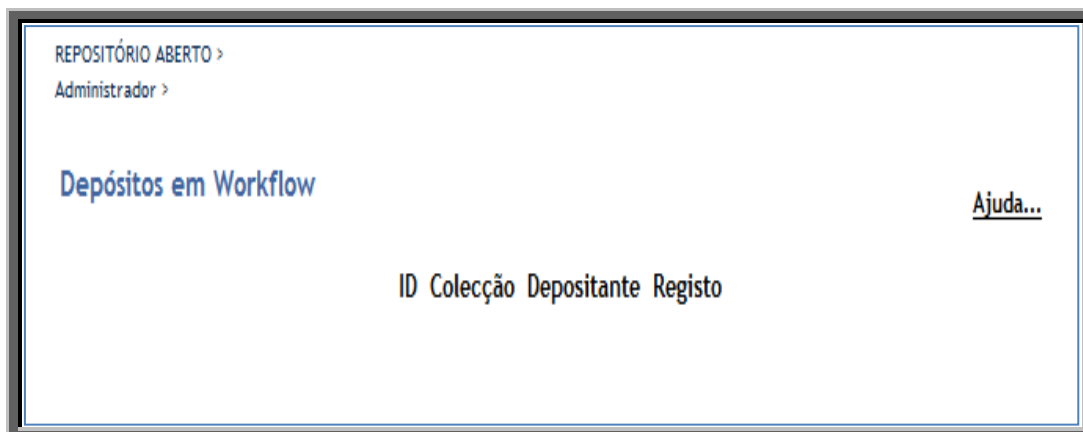 REPOSITÓRIO ABERTO >
Administrador >
Depósitos em Workflow
Ajuda...
ID Colecção Depositante Registo